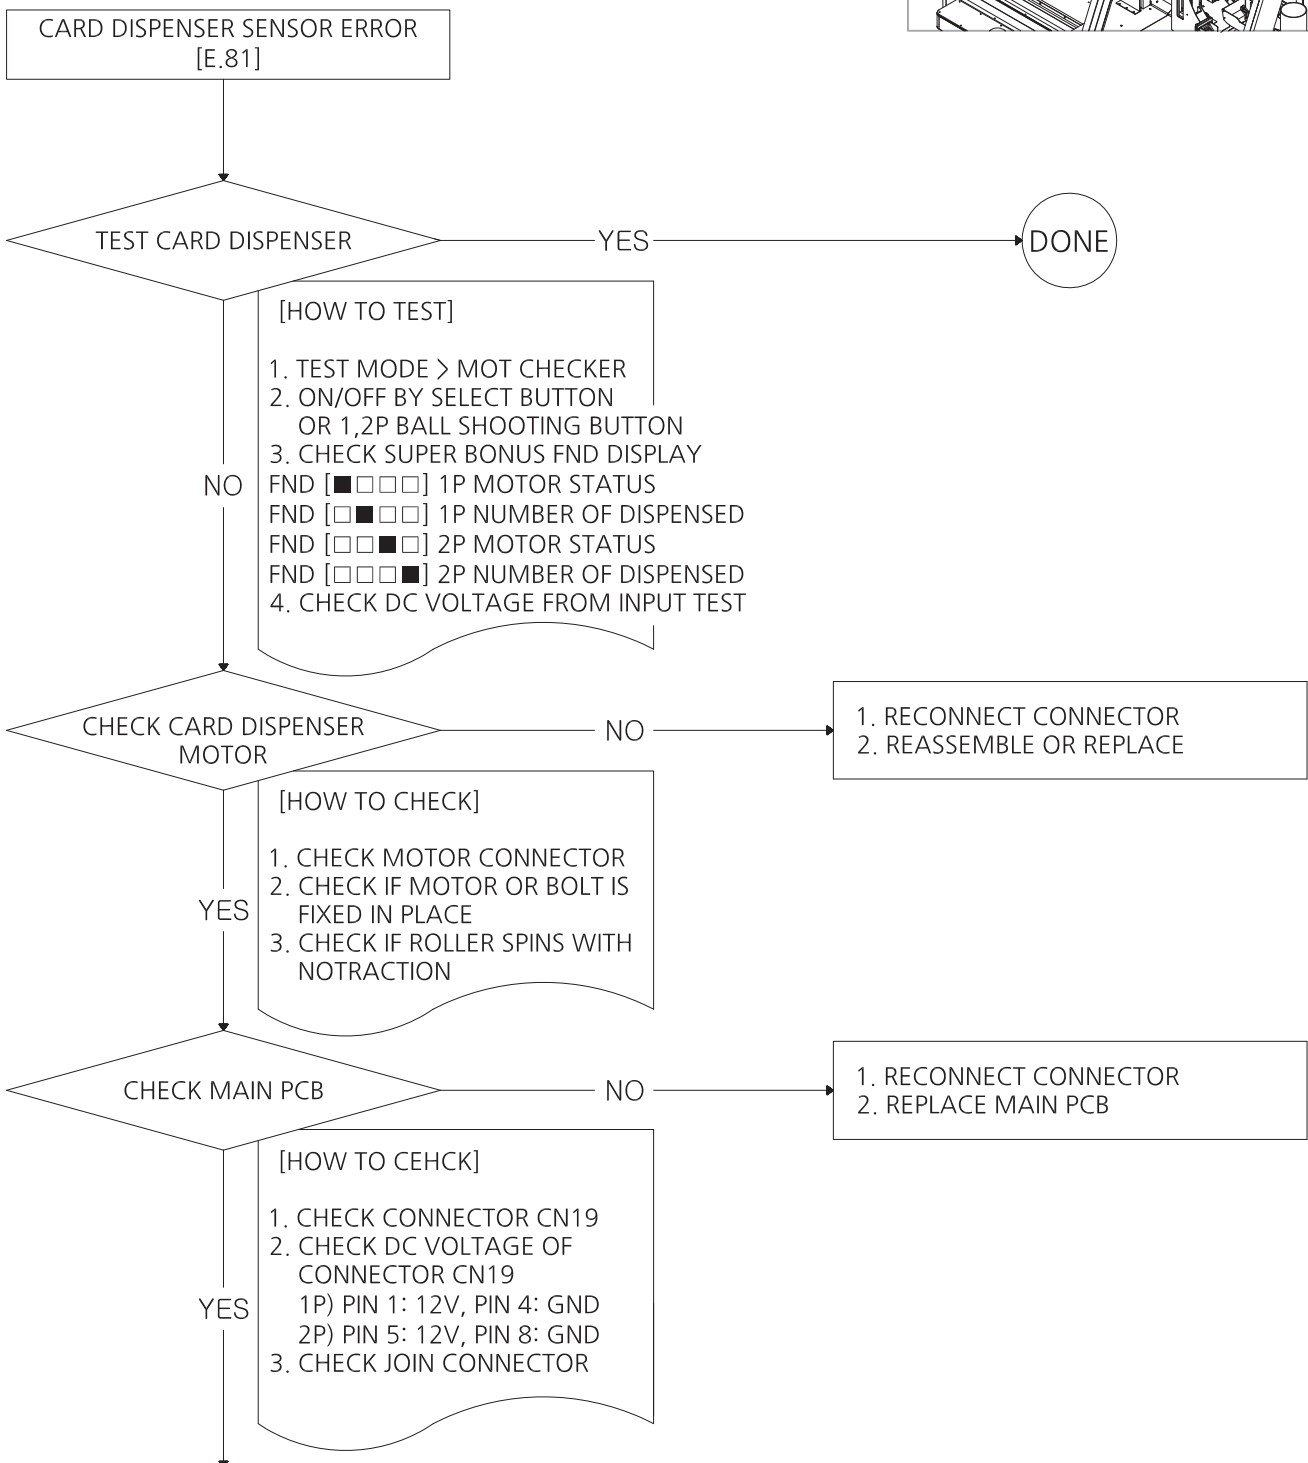 CARD DISPENSER SENSOR ERROR
[E.81]
TEST CARD DISPENSER
YES
DONE
[HOW TO TEST]
1. TEST MODE > MOT CHECKER
2. ON/OFF BY SELECT BUTTON
OR 1,2P BALL SHOOTING BUTTON
3. CHECK SUPER BONUS FND DISPLAY
FND [■□□□] 1P MOTOR STATUS
FND [□■□□] 1P NUMBER OF DISPENSED
FND [□□■□] 2P MOTOR STATUS
FND [□□□■] 2P NUMBER OF DISPENSED
4. CHECK DC VOLTAGE FROM INPUT TEST
NO
CHECK CARD DISPENSER
MOTOR
NO
1. RECONNECT CONNECTOR
2. REASSEMBLE OR REPLACE
[HOW TO CHECK]
1. CHECK MOTOR CONNECTOR
2. CHECK IF MOTOR OR BOLT IS
FIXED IN PLACE
3. CHECK IF ROLLER SPINS WITH
NOTRACTION
YES
CHECK MAIN PCB
NO
1. RECONNECT CONNECTOR
2. REPLACE MAIN PCB
[HOW TO CEHCK]
1. CHECK CONNECTOR CN19
2. CHECK DC VOLTAGE OF
CONNECTOR CN19
1P) PIN 1: 12V, PIN 4: GND
2P) PIN 5: 12V, PIN 8: GND
3. CHECK JOIN CONNECTOR
YES